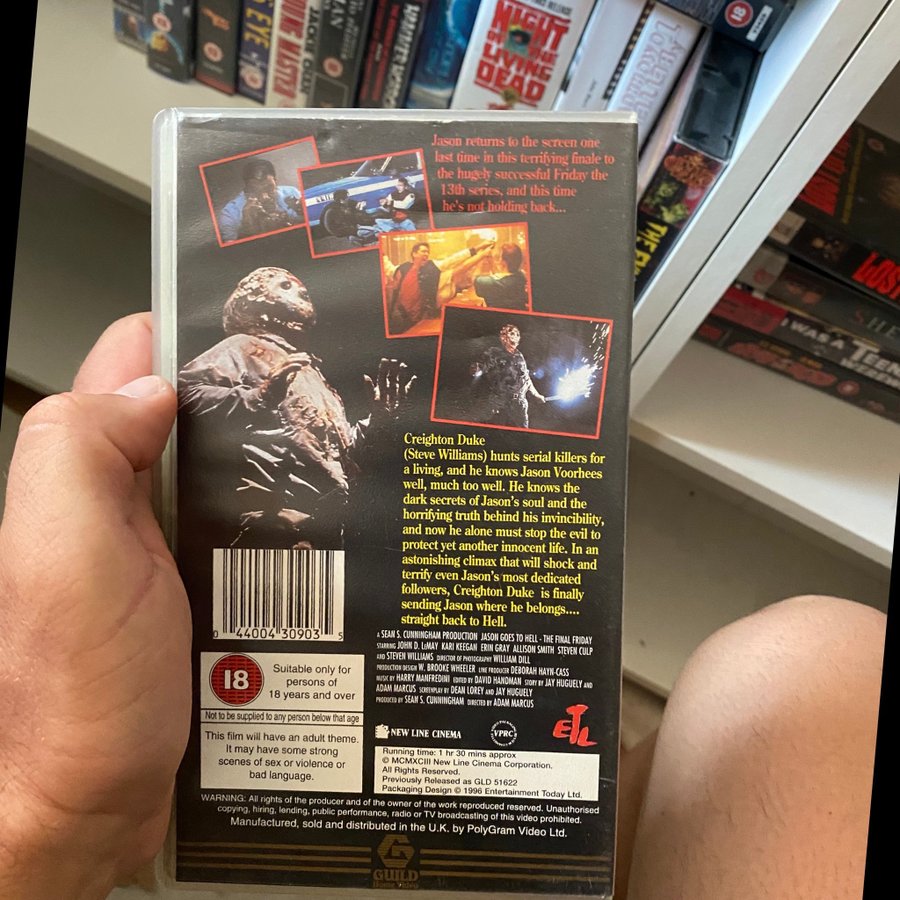 18
NIGHT
OF THE
LIVING
DEAD
Jason returns to the screen one
last time in this terrifying finale to
the hugely successful Friday the
13th series, and this time
he's not holding back...
THE EVIL
LOST
I WAS A TEENAGE
Creighton Duke
(Steve Williams) hunts serial killers for
a living, and he knows Jason Voorhees
well, much too well. He knows the
dark secrets of Jason's soul and the
horrifying truth behind his invincibility,
and now he alone must stop the evil to
protect yet another innocent life. In an
astonishing climax that will shock and
terrify even Jason's most dedicated
followers, Creighton Duke is finally
sending Jason where he belongs....
straight back to Hell.
0 44004 30903 5
A SEAN S. CUNNINGHAM PRODUCTION JASON GOES TO HELL - THE FINAL FRIDAY
STARRING JOHN D. LeMAY KARI KEEGAN ERIN GRAY ALLISON SMITH STEVEN CULP
AND STEVEN WILLIAMS DIRECTOR OF PHOTOGRAPHY WILLIAM DILL
PRODUCTION DESIGN W. BROOKE WHEELER LINE PRODUCER DEBORAH HAYN-CASS
MUSIC BY HARRY MANFREDINI EDITED BY DAVID HANDMAN STORY BY JAY HUGUELY AND
ADAM MARCUS SCREENPLAY BY DEAN LOREY AND JAY HUGUELY
PRODUCED BY SEAN S. CUNNINGHAM DIRECTED BY ADAM MARCUS
18
Suitable only for
persons of
18 years and over
Not to be supplied to any person below that age
This film will have an adult theme.
It may have some strong
scenes of sex or violence or
bad language.
NEW LINE CINEMA
VPRC
ETL
Running time: 1 hr 30 mins approx
© MCMXCIII New Line Cinema Corporation.
All Rights Reserved.
Previously Released as GLD 51622
Packaging Design © 1996 Entertainment Today Ltd.
WARNING: All rights of the producer and of the owner of the work reproduced reserved. Unauthorised
copying, hiring, lending, public performance, radio or TV broadcasting of this video prohibited.
Manufactured, sold and distributed in the U.K. by PolyGram Video Ltd.
G
GUILD
Home Video